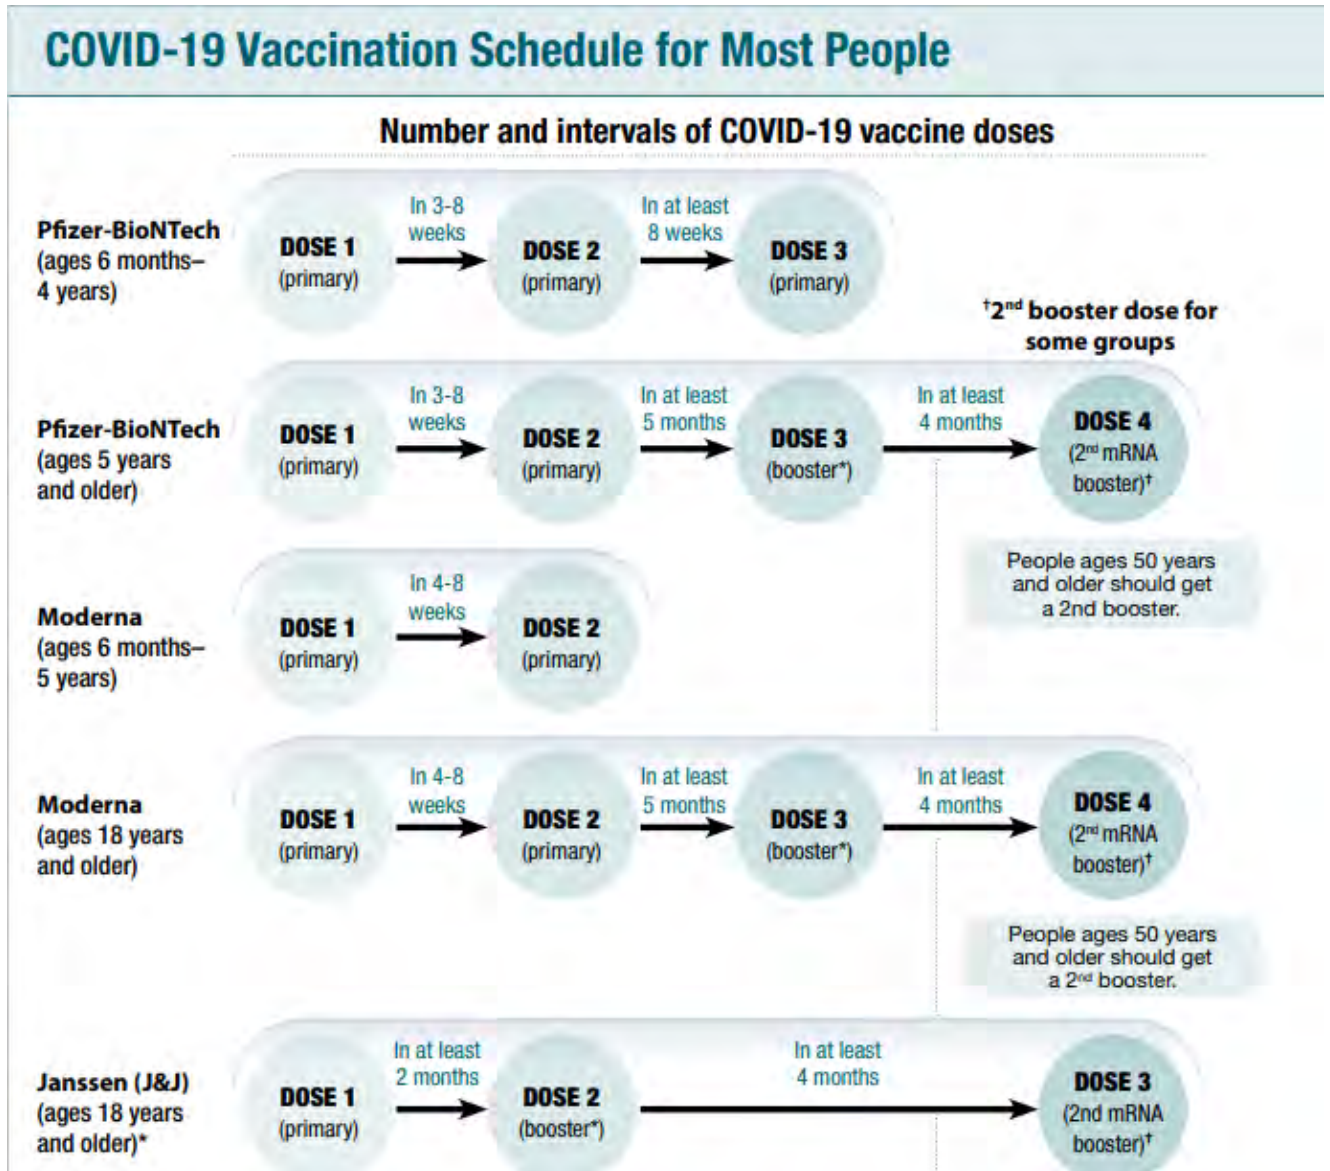 COVID-19 Vaccination Schedule for Most People
Number and intervals of COVID-19 vaccine doses
Pfizer-BioNTech
(ages 6 months–
4 years)
DOSE 1
(primary)
In 3-8
weeks
DOSE 2
(primary)
In at least
8 weeks
DOSE 3
(primary)
†2nd booster dose for
some groups
Pfizer-BioNTech
(ages 5 years
and older)
DOSE 1
(primary)
In 3-8
weeks
DOSE 2
(primary)
In at least
5 months
DOSE 3
(booster*)
In at least
4 months
DOSE 4
(2nd mRNA
booster)†
People ages 50 years
and older should get
a 2nd booster.
Moderna
(ages 6 months–
5 years)
DOSE 1
(primary)
In 4-8
weeks
DOSE 2
(primary)
Moderna
(ages 18 years
and older)
DOSE 1
(primary)
In 4-8
weeks
DOSE 2
(primary)
In at least
5 months
DOSE 3
(booster*)
In at least
4 months
DOSE 4
(2nd mRNA
booster)†
People ages 50 years
and older should get
a 2nd booster.
Janssen (J&J)
(ages 18 years
and older)*
DOSE 1
(primary)
In at least
2 months
DOSE 2
(booster*)
In at least
4 months
DOSE 3
(2nd mRNA
booster)†